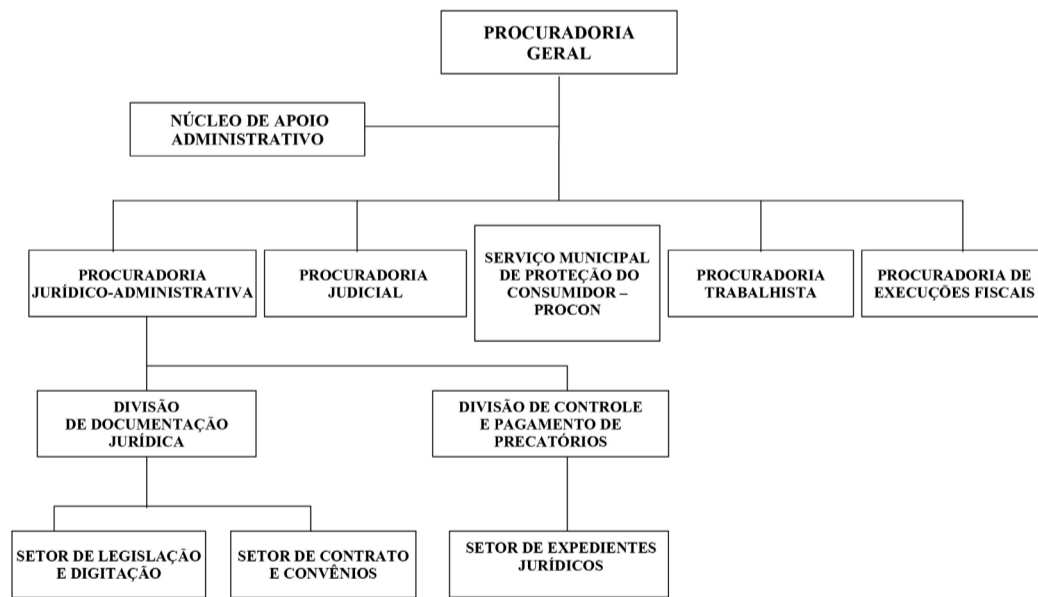 PROCURADORIA
GERAL
NÚCLEO DE APOIO
ADMINISTRATIVO
PROCURADORIA
JURÍDICO-ADMINISTRATIVA
PROCURADORIA
JUDICIAL
SERVIÇO MUNICIPAL
DE PROTEÇÃO DO
CONSUMIDOR –
PROCON
PROCURADORIA
TRABALHISTA
PROCURADORIA DE
EXECUÇÕES FISCAIS
DIVISÃO
DE DOCUMENTAÇÃO
JURÍDICA
DIVISÃO DE CONTROLE
E PAGAMENTO DE
PRECATÓRIOS
SETOR DE LEGISLAÇÃO
E DIGITAÇÃO
SETOR DE CONTRATO
E CONVÊNIOS
SETOR DE EXPEDIENTES
JURÍDICOS